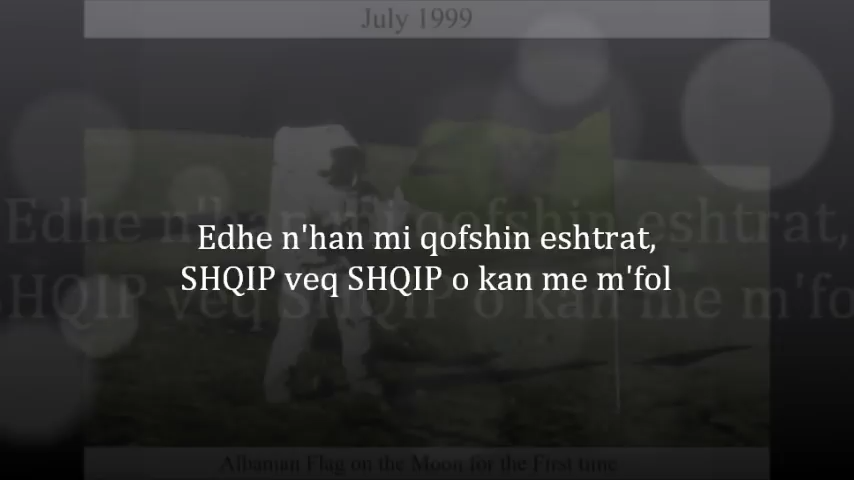 July 1999
Edhe n'han mi qofshin eshtrat,
SHQIP veq SHQIP o kan me m'fol
Albanian Flag on the Moon for the First time